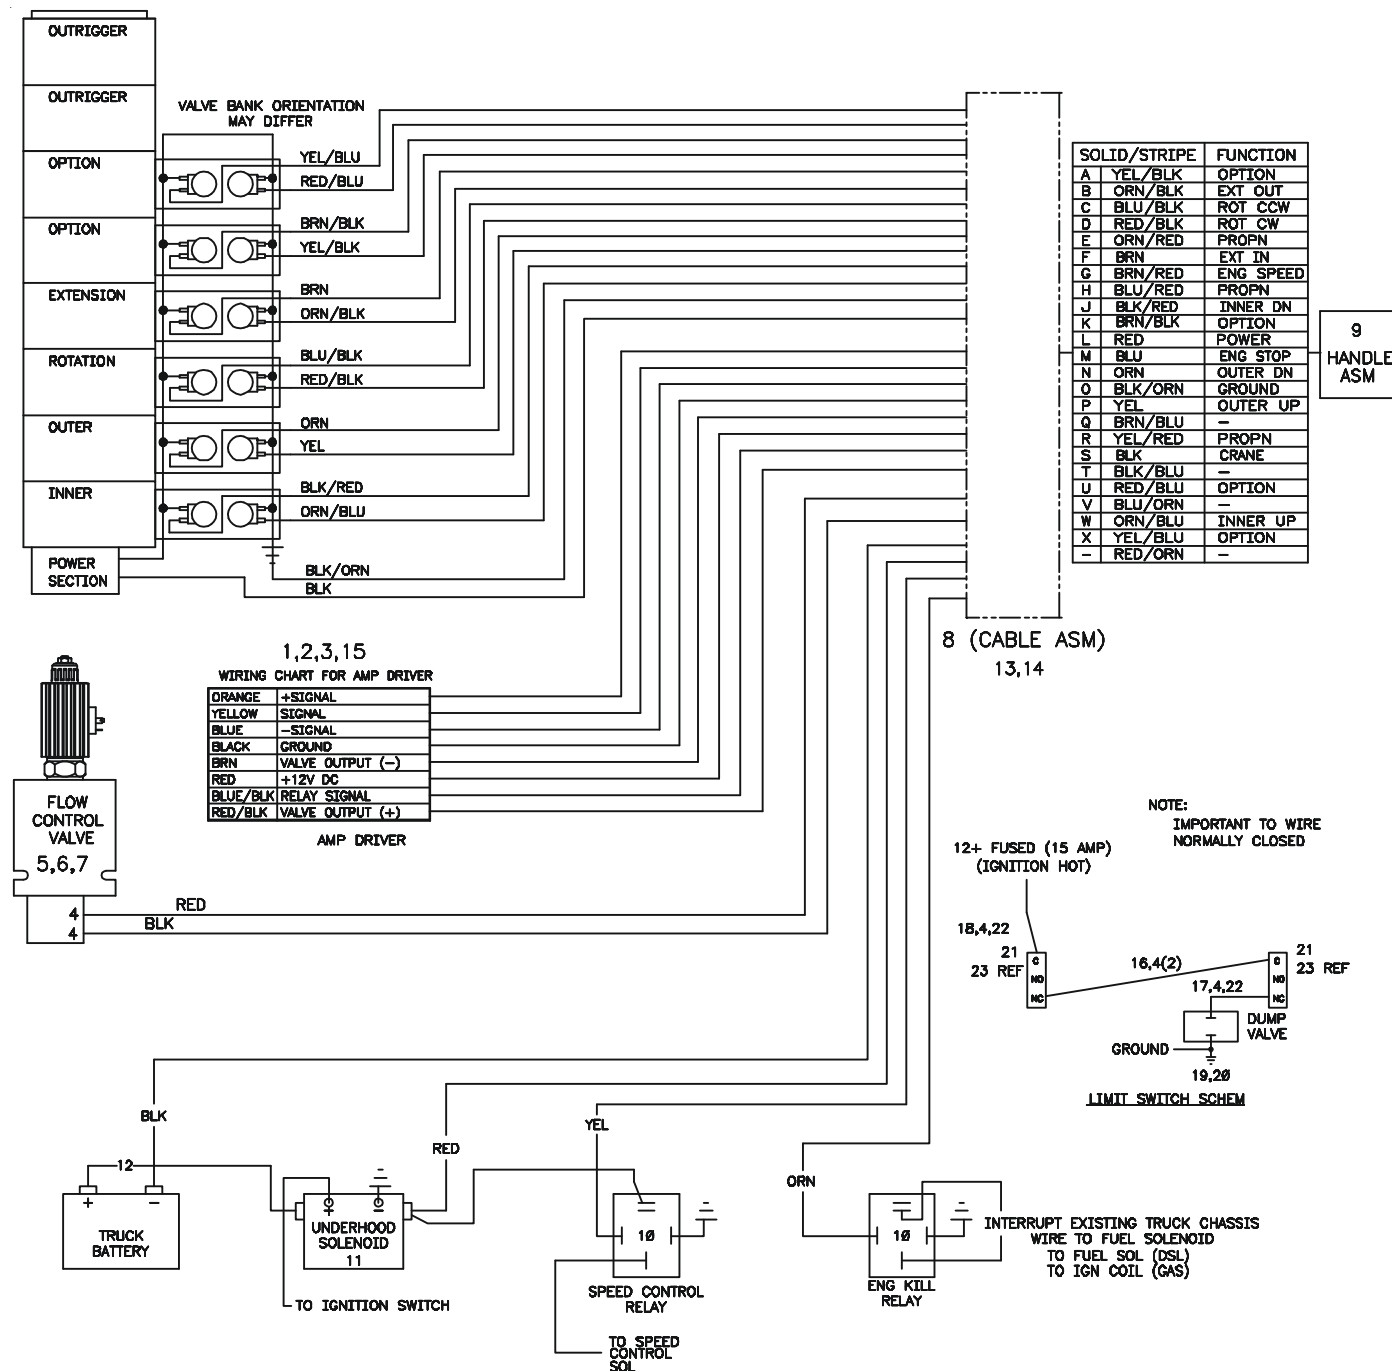 OUTRIGGER
OUTRIGGER
VALVE BANK ORIENTATION
MAY DIFFER
OPTION
YEL/BLU
RED/BLU
OPTION
BRN/BLK
YEL/BLK
EXTENSION
BRN
ORN/BLK
ROTATION
BLU/BLK
RED/BLK
OUTER
ORN
YEL
INNER
BLK/RED
ORN/BLU
POWER
SECTION
BLK/ORN
BLK
SOLID/STRIPE FUNCTION
A YEL/BLK OPTION
B ORN/BLK EXT OUT
C BLU/BLK ROT CCW
D RED/BLK ROT CW
E ORN/RED PROPN
F BRN EXT IN
G BRN/RED ENG SPEED
H BLU/RED PROPN
J BLK/RED INNER DN
K BRN/BLK OPTION
L RED POWER
M BLU ENG STOP
N ORN OUTER DN
O BLK/ORN GROUND
P YEL OUTER UP
Q BRN/BLU -
R YEL/RED PROPN
S BLK CRANE
T BLK/BLU -
U RED/BLU OPTION
V BLU/ORN -
W ORN/BLU INNER UP
X YEL/BLU OPTION
- RED/ORN -
9
HANDLE
ASM
8 (CABLE ASM)
13,14
1,2,3,15
WIRING CHART FOR AMP DRIVER
ORANGE +SIGNAL
YELLOW SIGNAL
BLUE -SIGNAL
BLACK GROUND
BRN VALVE OUTPUT (-)
RED +12V DC
BLUE/BLK RELAY SIGNAL
RED/BLK VALVE OUTPUT (+)
AMP DRIVER
FLOW
CONTROL
VALVE
5,6,7
4
4
RED
BLK
NOTE:
IMPORTANT TO WIRE
NORMALLY CLOSED
12+ FUSED (15 AMP)
(IGNITION HOT)
18,4,22
21
23 REF
C
NO
NC
16,4(2)
17,4,22
C
NO
NC
21
23 REF
DUMP
VALVE
GROUND
19,20
LIMIT SWITCH SCHEM
BLK
12
+ -
TRUCK
BATTERY
RED
+ -
UNDERHOOD
SOLENOID
11
TO IGNITION SWITCH
YEL
10
SPEED CONTROL
RELAY
TO SPEED
CONTROL
SOL
ORN
10
ENG KILL
RELAY
INTERRUPT EXISTING TRUCK CHASSIS
WIRE TO FUEL SOLENOID
TO FUEL SOL (DSL)
TO IGN COIL (GAS)